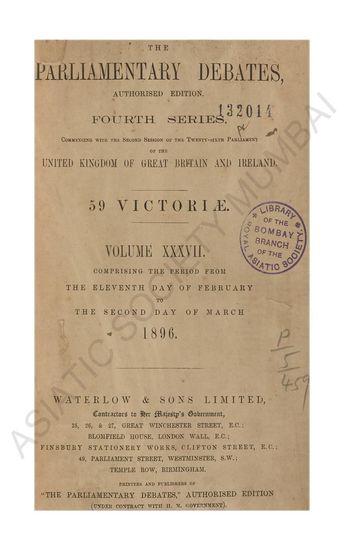 THE
PARLIAMENTARY DEBATES,
AUTHORISED EDITION.
FOURTH SERIES.
132014
COMMENCING WITH THE SECOND SESSION OF THE TWENTY-SIXTH PARLIAMENT
OF THE
UNITED KINGDOM OF GREAT BRITAIN AND IRELAND.
59 VICTORIÆ.
VOLUME XXXVII.
LIBRARY
OF THE
BOMBAY
BRANCH
OF THE
ROYAL ASIATIC SOCIETY
COMPRISING THE PERIOD FROM
THE ELEVENTH DAY OF FEBRUARY
TO
THE SECOND DAY OF MARCH
1896.
P/5
459
WATERLOW & SONS LIMITED,
Contractors to Her Majesty's Government,
25, 26, & 27, GREAT WINCHESTER STREET, E.C.;
BLOMFIELD HOUSE, LONDON WALL, E.C.;
FINSBURY STATIONERY WORKS, CLIFTON STREET, E.C.;
49, PARLIAMENT STREET, WESTMINSTER, S.W.;
TEMPLE ROW, BIRMINGHAM.
PRINTERS AND PUBLISHERS OF
"THE PARLIAMENTARY DEBATES," AUTHORISED EDITION
(UNDER CONTRACT WITH H. M. GOVERNMENT).
ASIATIC SOCIETY MUMBAI